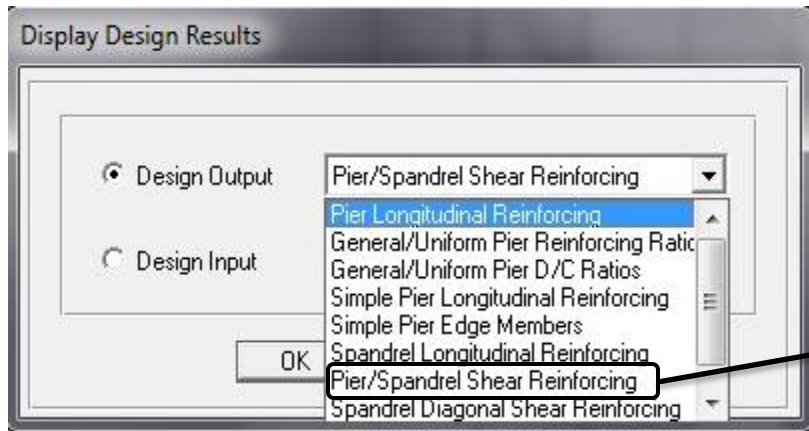 Display Design Results
Design Output
Pier/Spandrel Shear Reinforcing
Pier Longitudinal Reinforcing
General/Uniform Pier Reinforcing Ratic
General/Uniform Pier D/C Ratios
Design Input
Simple Pier Longitudinal Reinforcing
Simple Pier Edge Members
OK
Spandrel Longitudinal Reinforcing
Pier/Spandrel Shear Reinforcing
Spandrel Diagonal Shear Reinforcing